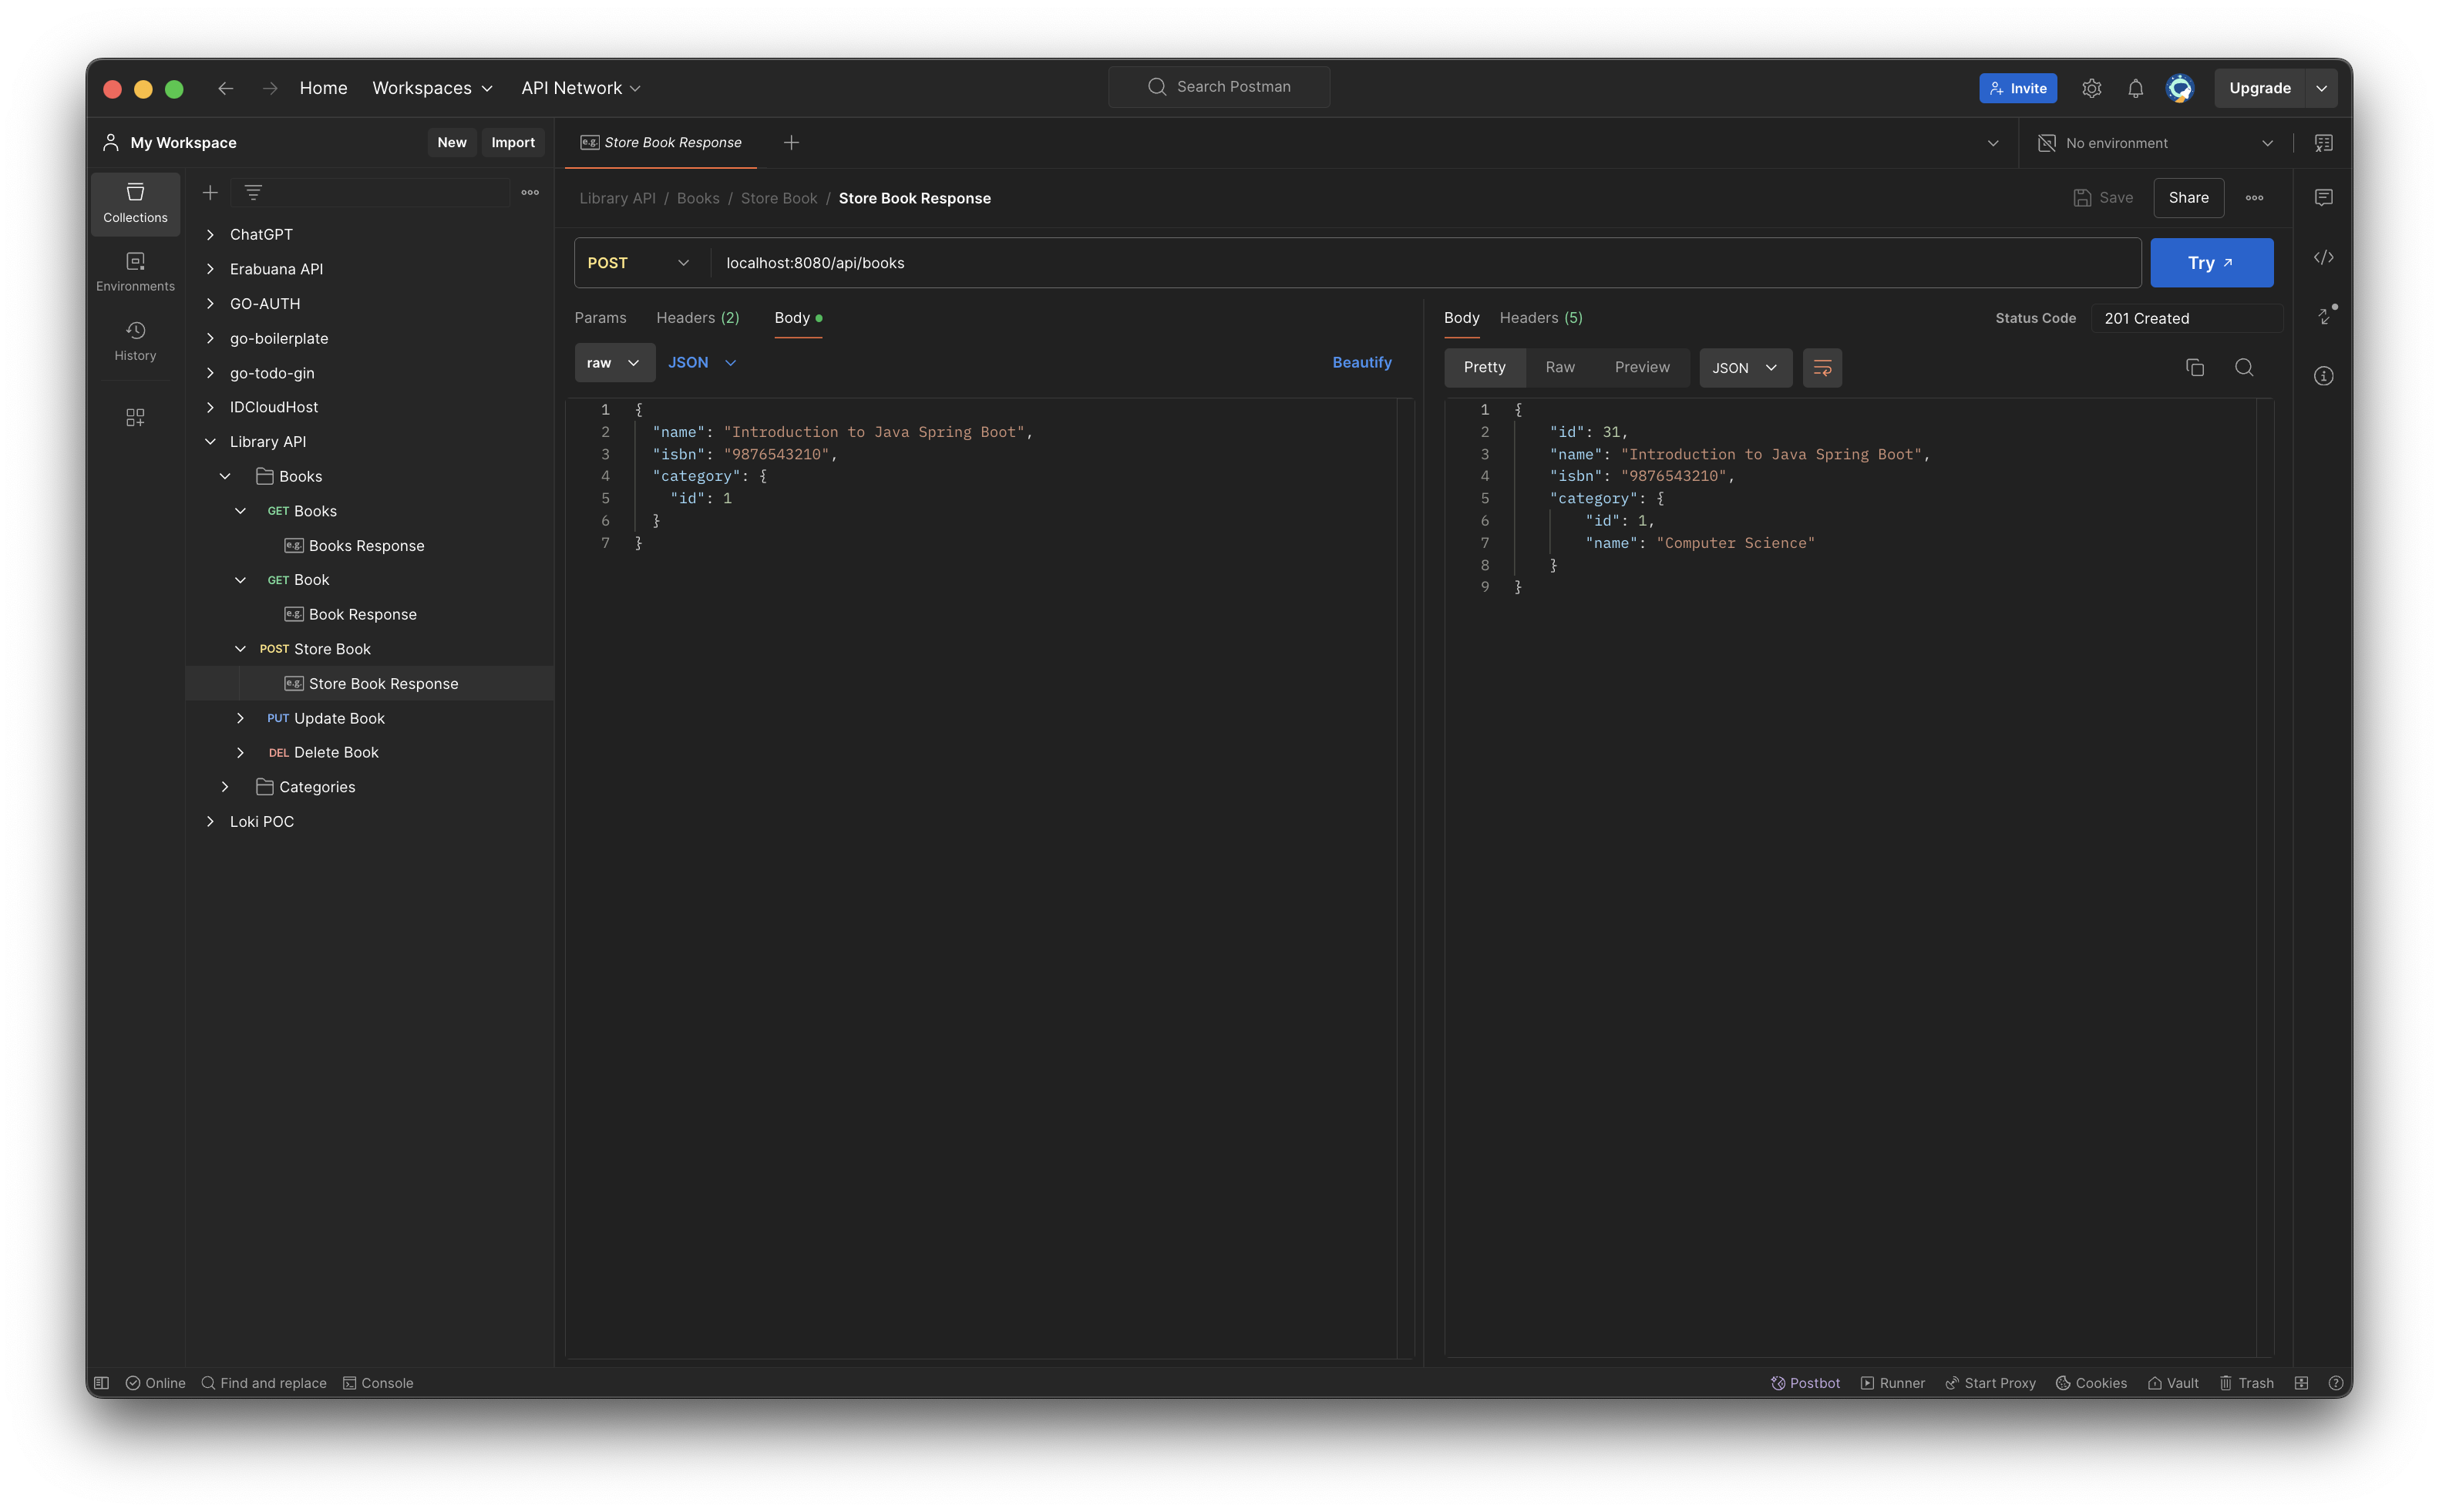 Home Workspaces API Network Search Postman Invite Upgrade
My Workspace New Import e.g. Store Book Response No environment
Collections
Environments
History
ChatGPT
Erabuana API
GO-AUTH
go-boilerplate
go-todo-gin
IDCloudHost
Library API
Books
GET Books
e.g. Books Response
GET Book
e.g. Book Response
POST Store Book
e.g. Store Book Response
PUT Update Book
DEL Delete Book
Categories
Loki POC
Library API / Books / Store Book / Store Book Response Save Share
POST localhost:8080/api/books Try
Params Headers (2) Body
raw JSON Beautify
1 {
2 "name": "Introduction to Java Spring Boot",
3 "isbn": "9876543210",
4 "category": {
5 "id": 1
6 }
7 }
Body Headers (5) Status Code 201 Created
Pretty Raw Preview JSON
1 {
2 "id": 31,
3 "name": "Introduction to Java Spring Boot",
4 "isbn": "9876543210",
5 "category": {
6 "id": 1,
7 "name": "Computer Science"
8 }
9 }
Online Find and replace Console Postbot Runner Start Proxy Cookies Vault Trash